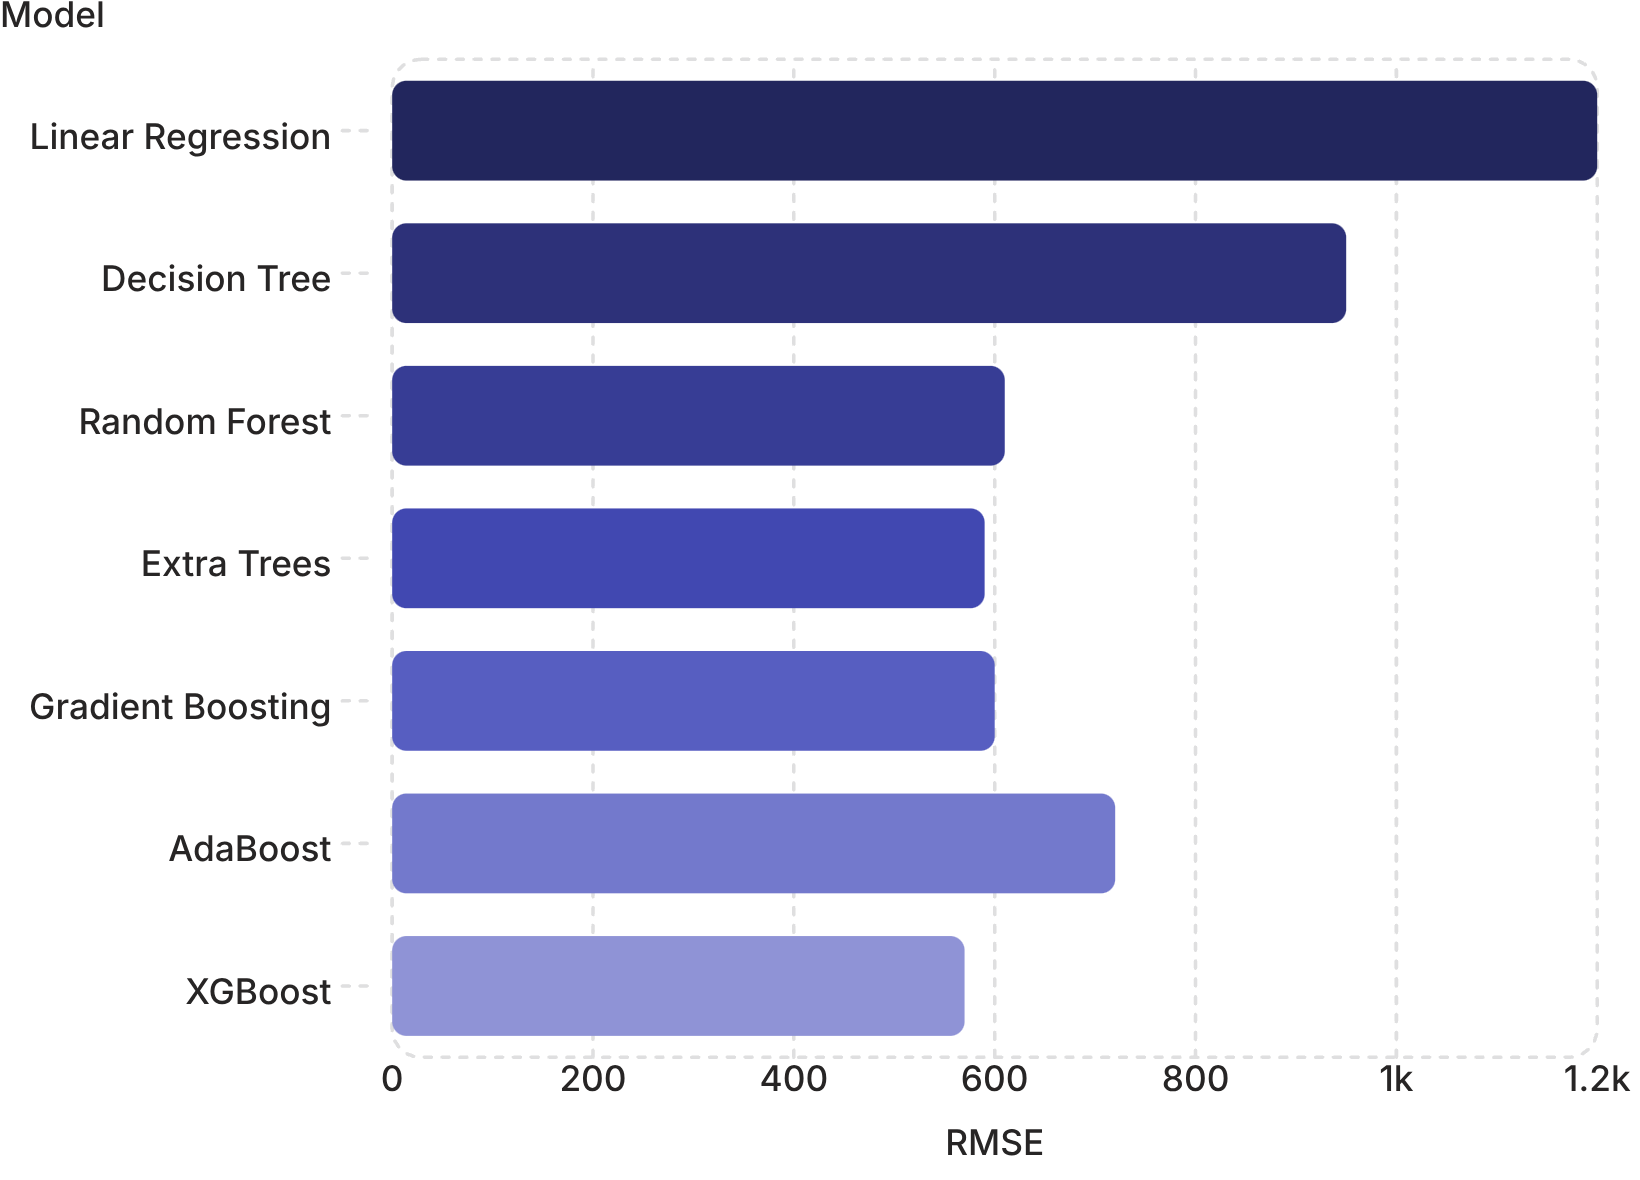 Model
Linear Regression
Decision Tree
Random Forest
Extra Trees
Gradient Boosting
AdaBoost
XGBoost
0 200 400 600 800 1k 1.2k
RMSE